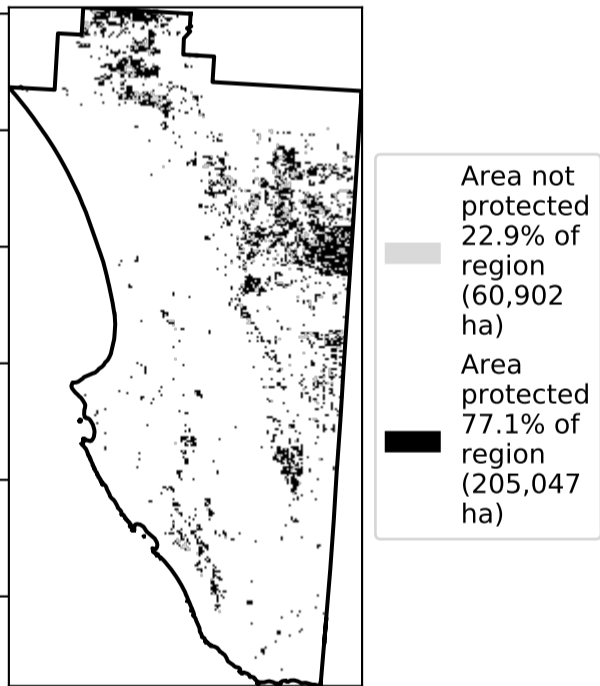 Area not
protected
22.9% of
region
(60,902
ha)
Area
protected
77.1% of
region
(205,047
ha)